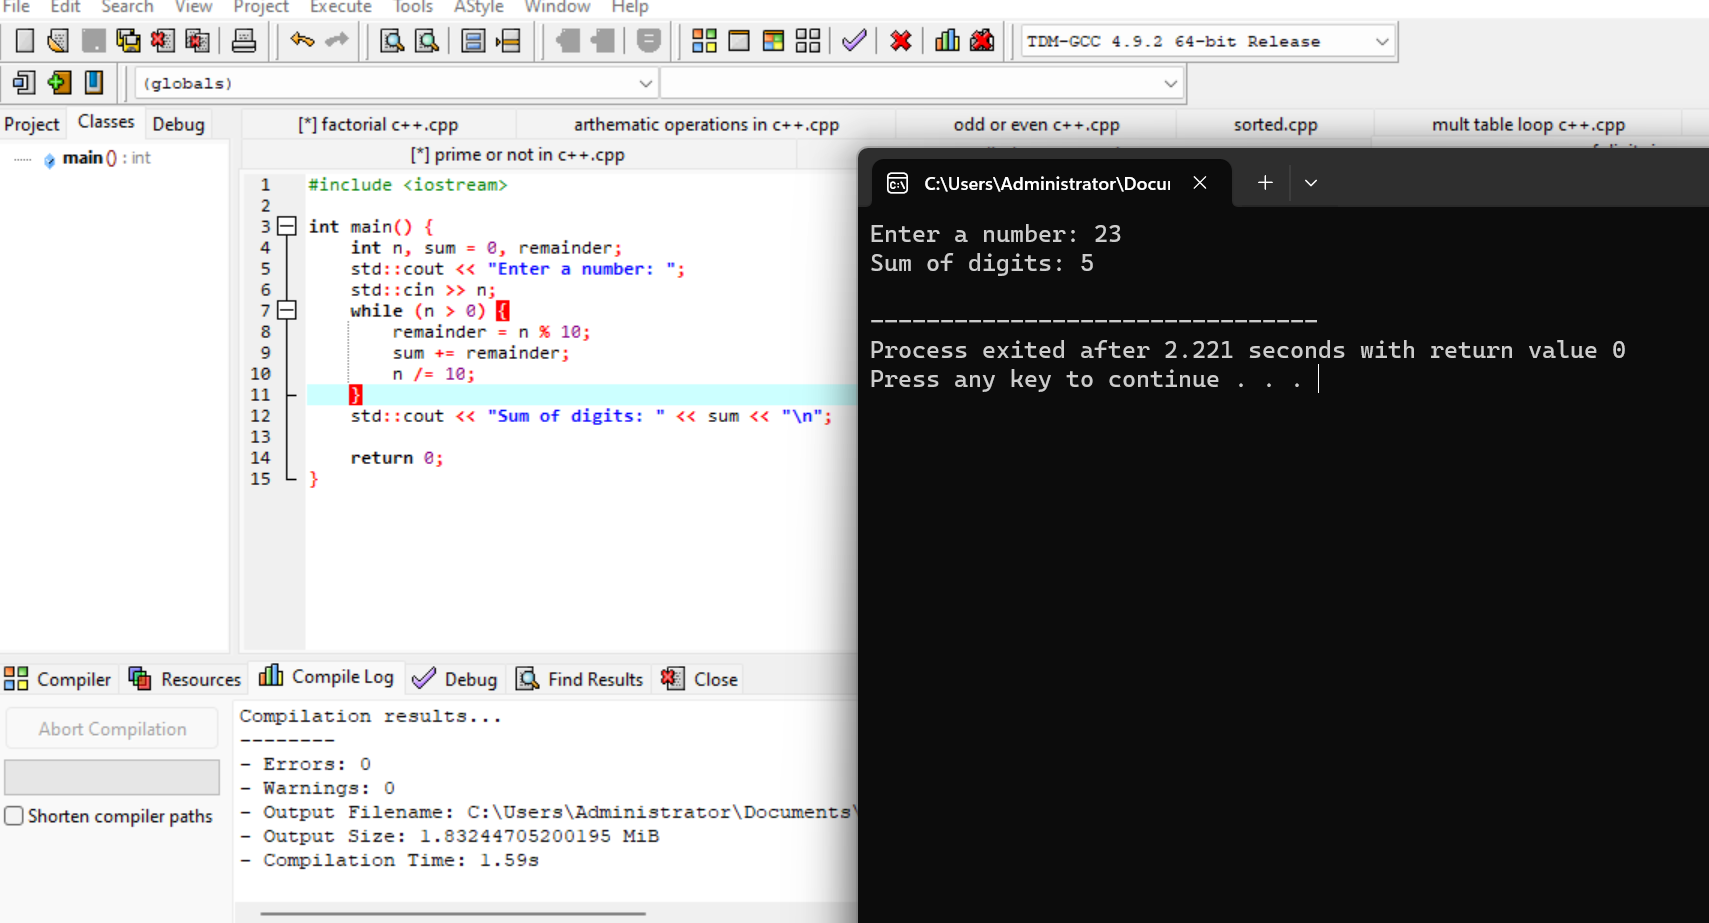 File Edit Search View Project Execute Tools AStyle Window Help
TDM-GCC 4.9.2 64-bit Release
(globals)
Project Classes Debug
main () : int
[*] factorial c++.cpp arthematic operations in c++.cpp odd or even c++.cpp sorted.cpp mult table loop c++.cpp
[*] prime or not in c++.cpp
1 #include <iostream>
2
3 int main() {
4 int n, sum = 0, remainder;
5 std::cout << "Enter a number: ";
6 std::cin >> n;
7 while (n > 0) {
8 remainder = n % 10;
9 sum += remainder;
10 n /= 10;
11 }
12 std::cout << "Sum of digits: " << sum << "\n";
13
14 return 0;
15 }
C:\Users\Administrator\Docu
Enter a number: 23
Sum of digits: 5
--------------------------------
Process exited after 2.221 seconds with return value 0
Press any key to continue . . .
Compiler Resources Compile Log Debug Find Results Close
Abort Compilation
Shorten compiler paths
Compilation results...
--------
- Errors: 0
- Warnings: 0
- Output Filename: C:\Users\Administrator\Documents\
- Output Size: 1.83244705200195 MiB
- Compilation Time: 1.59s